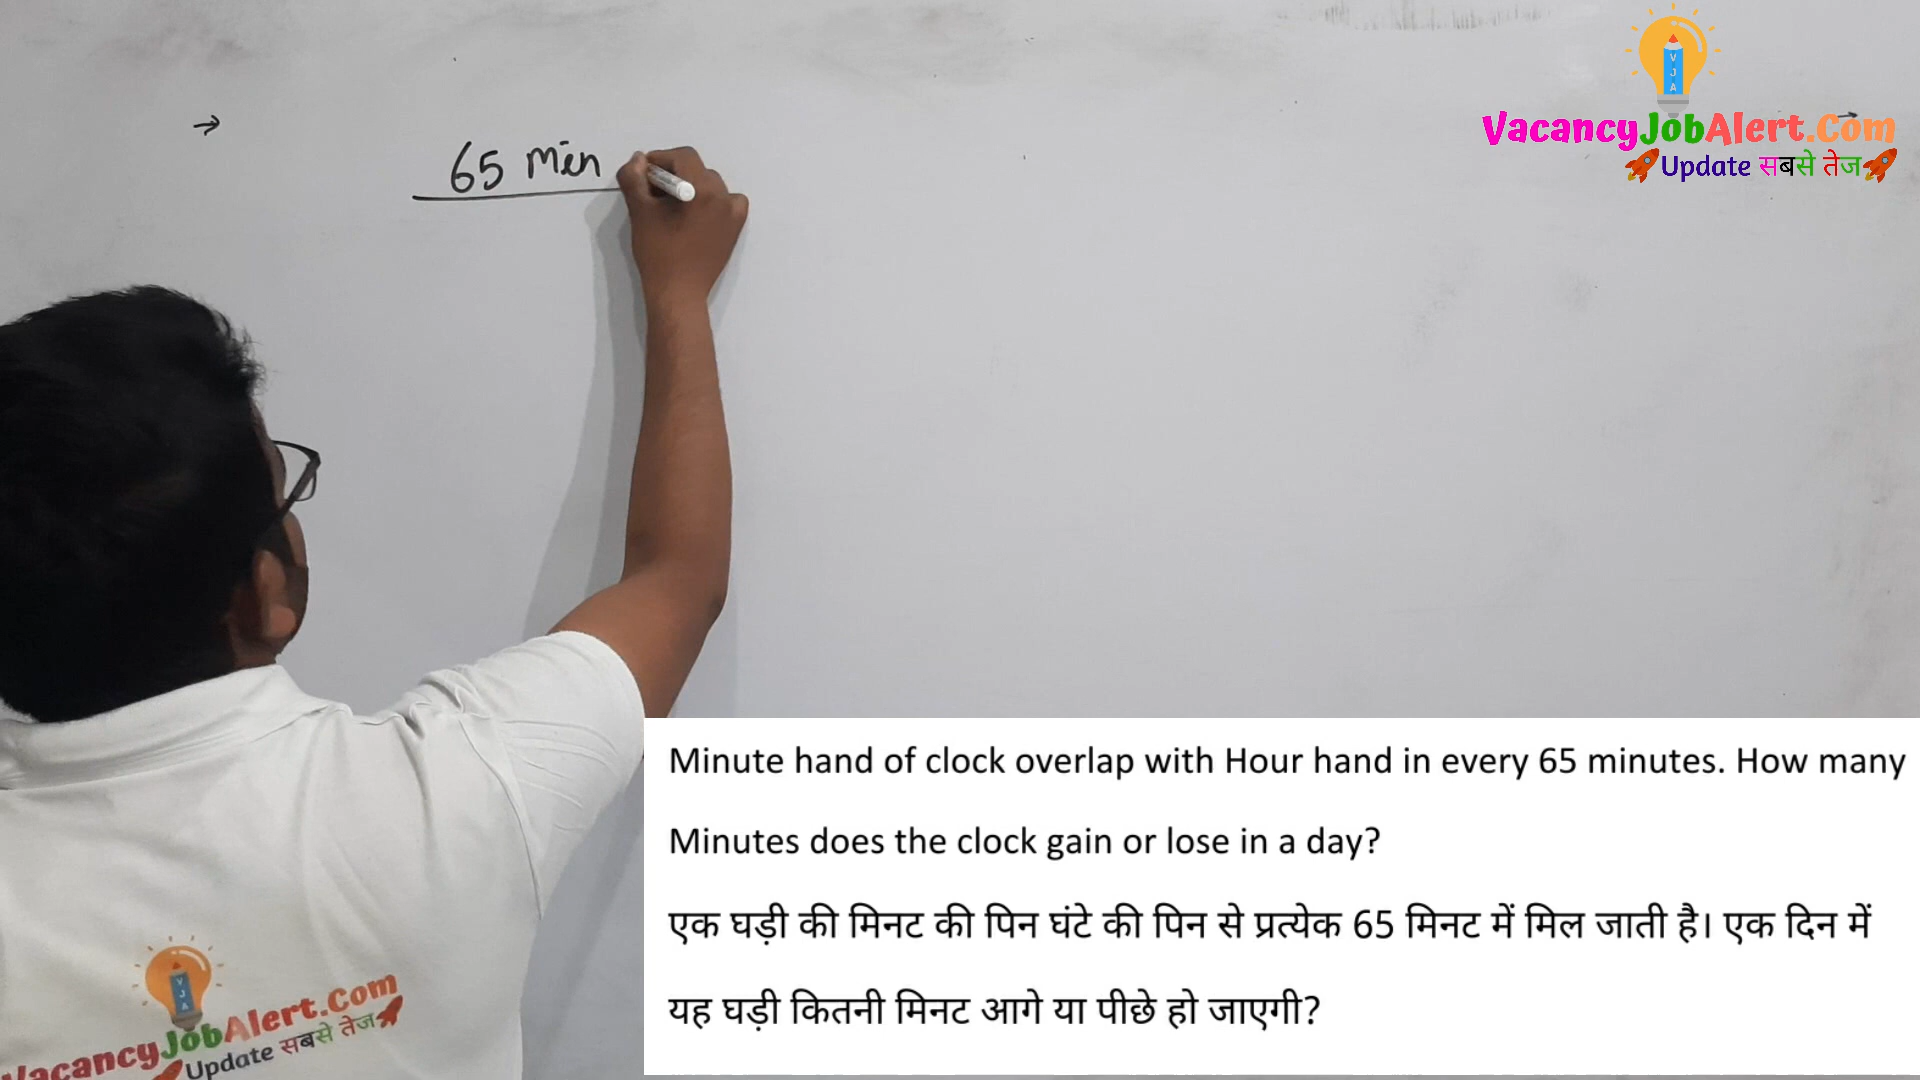 VJA
VacancyJobAlert.Com
Update सबसे तेज
65 Min
Minute hand of clock overlap with Hour hand in every 65 minutes. How many
Minutes does the clock gain or lose in a day?
एक घड़ी की मिनट की पिन घंटे की पिन से प्रत्येक 65 मिनट में मिल जाती है। एक दिन में
यह घड़ी कितनी मिनट आगे या पीछे हो जाएगी?
VJA
VacancyJobAlert.Com
Update सबसे तेज